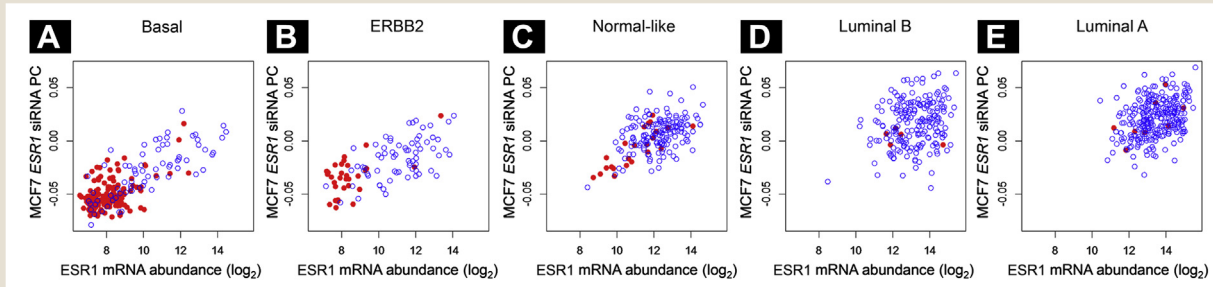 A Basal
MCF7 ESR1 siRNA PC
0.05
0.00
-0.05
8 10 12 14
ESR1 mRNA abundance (log2)
B ERBB2
MCF7 ESR1 siRNA PC
0.05
0.00
-0.05
8 10 12 14
ESR1 mRNA abundance (log2)
C Normal-like
MCF7 ESR1 siRNA PC
0.05
0.00
-0.05
8 10 12 14
ESR1 mRNA abundance (log2)
D Luminal B
MCF7 ESR1 siRNA PC
0.05
0.00
-0.05
8 10 12 14
ESR1 mRNA abundance (log2)
E Luminal A
MCF7 ESR1 siRNA PC
0.05
0.00
-0.05
8 10 12 14
ESR1 mRNA abundance (log2)